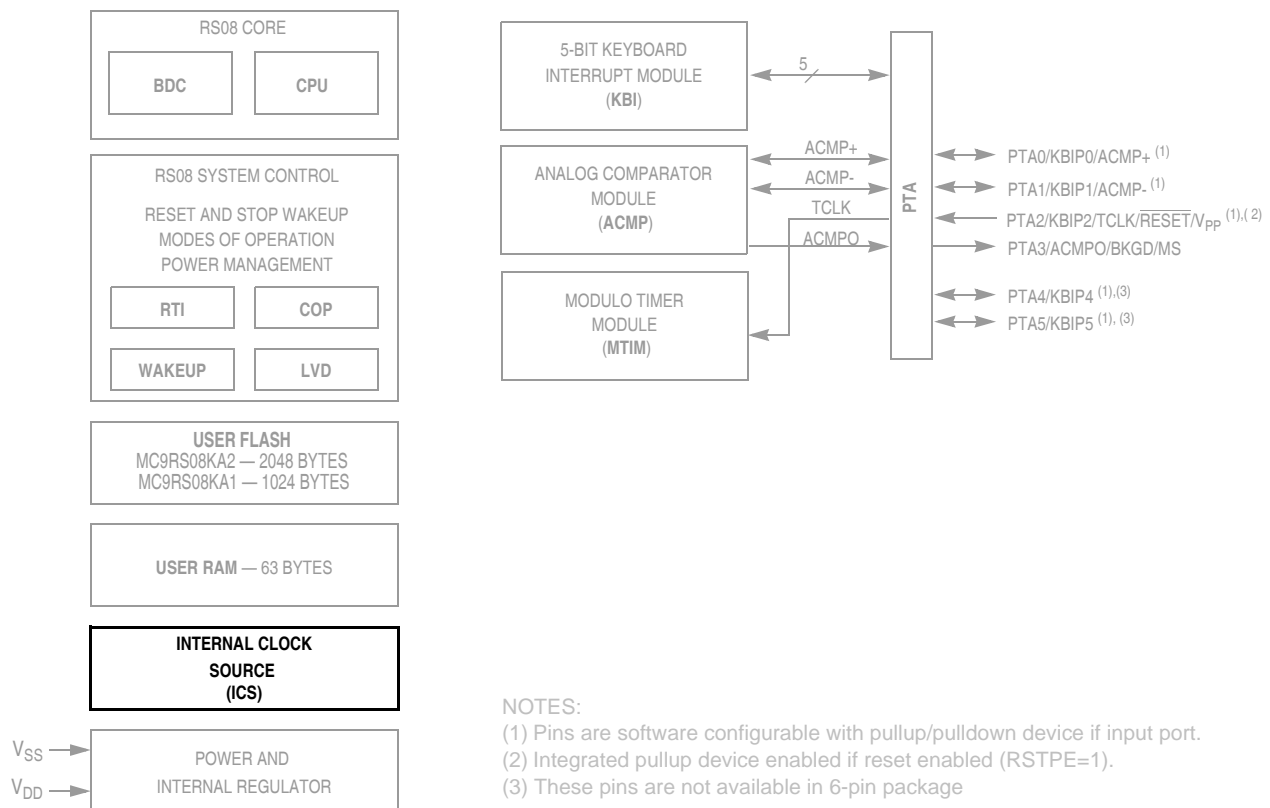 RS08 CORE
BDC
CPU
RS08 SYSTEM CONTROL
RESET AND STOP WAKEUP
MODES OF OPERATION
POWER MANAGEMENT
RTI
COP
WAKEUP
LVD
USER FLASH
MC9RS08KA2 — 2048 BYTES
MC9RS08KA1 — 1024 BYTES
USER RAM — 63 BYTES
INTERNAL CLOCK
SOURCE
(ICS)
VSS
VDD
POWER AND
INTERNAL REGULATOR
5-BIT KEYBOARD
INTERRUPT MODULE
(KBI)
5
ANALOG COMPARATOR
MODULE
(ACMP)
ACMP+
ACMP-
TCLK
ACMPO
MODULO TIMER
MODULE
(MTIM)
PTA
PTA0/KBIP0/ACMP+ (1)
PTA1/KBIP1/ACMP- (1)
PTA2/KBIP2/TCLK/RESET/VPP (1),( 2)
PTA3/ACMPO/BKGD/MS
PTA4/KBIP4 (1),(3)
PTA5/KBIP5 (1), (3)
NOTES:
(1) Pins are software configurable with pullup/pulldown device if input port.
(2) Integrated pullup device enabled if reset enabled (RSTPE=1).
(3) These pins are not available in 6-pin package